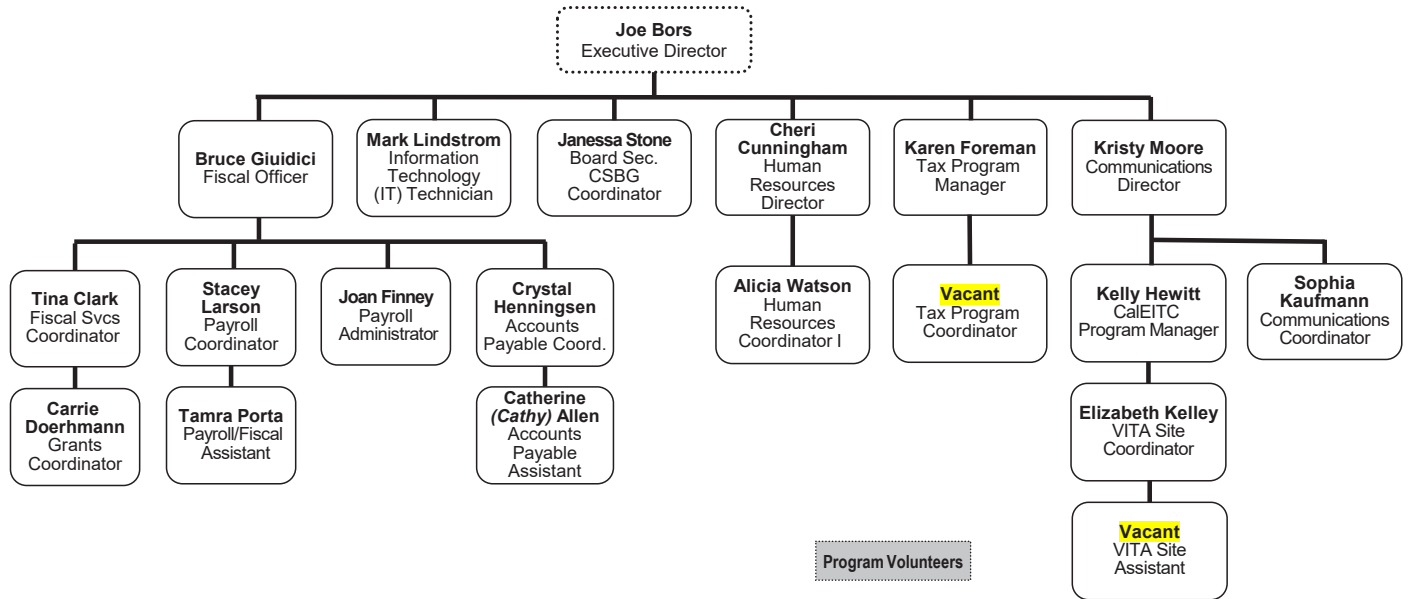 Joe Bors
Executive Director
Bruce Giuidici
Fiscal Officer
Mark Lindstrom
Information
Technology
(IT) Technician
Janessa Stone
Board Sec.
CSBG
Coordinator
Cheri
Cunningham
Human
Resources
Director
Karen Foreman
Tax Program
Manager
Kristy Moore
Communications
Director
Tina Clark
Fiscal Svcs
Coordinator
Stacey
Larson
Payroll
Coordinator
Joan Finney
Payroll
Administrator
Crystal
Henningsen
Accounts
Payable Coord.
Alicia Watson
Human
Resources
Coordinator I
Vacant
Tax Program
Coordinator
Kelly Hewitt
CalEITC
Program Manager
Sophia
Kaufmann
Communications
Coordinator
Carrie
Doerhmann
Grants
Coordinator
Tamra Porta
Payroll/Fiscal
Assistant
Catherine
(Cathy) Allen
Accounts
Payable
Assistant
Elizabeth Kelley
VITA Site
Coordinator
Vacant
VITA Site
Assistant
Program Volunteers